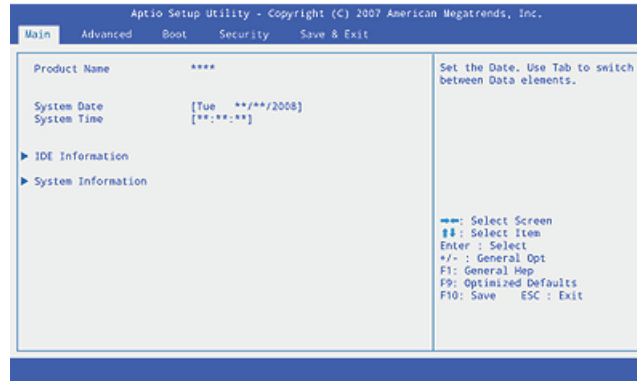 Aptio Setup Utility - Copyright (C) 2007 American Megatrends, Inc.
Main Advanced Boot Security Save & Exit
Product Name ****
System Date [Tue **/**/2008]
System Time [**:**:**]
▶ IDE Information
▶ System Information
Set the Date. Use Tab to switch
between Data elements.
→←: Select Screen
↑↓: Select Item
Enter : Select
+/- : General Opt
F1: General Hep
F9: Optimized Defaults
F10: Save ESC : Exit